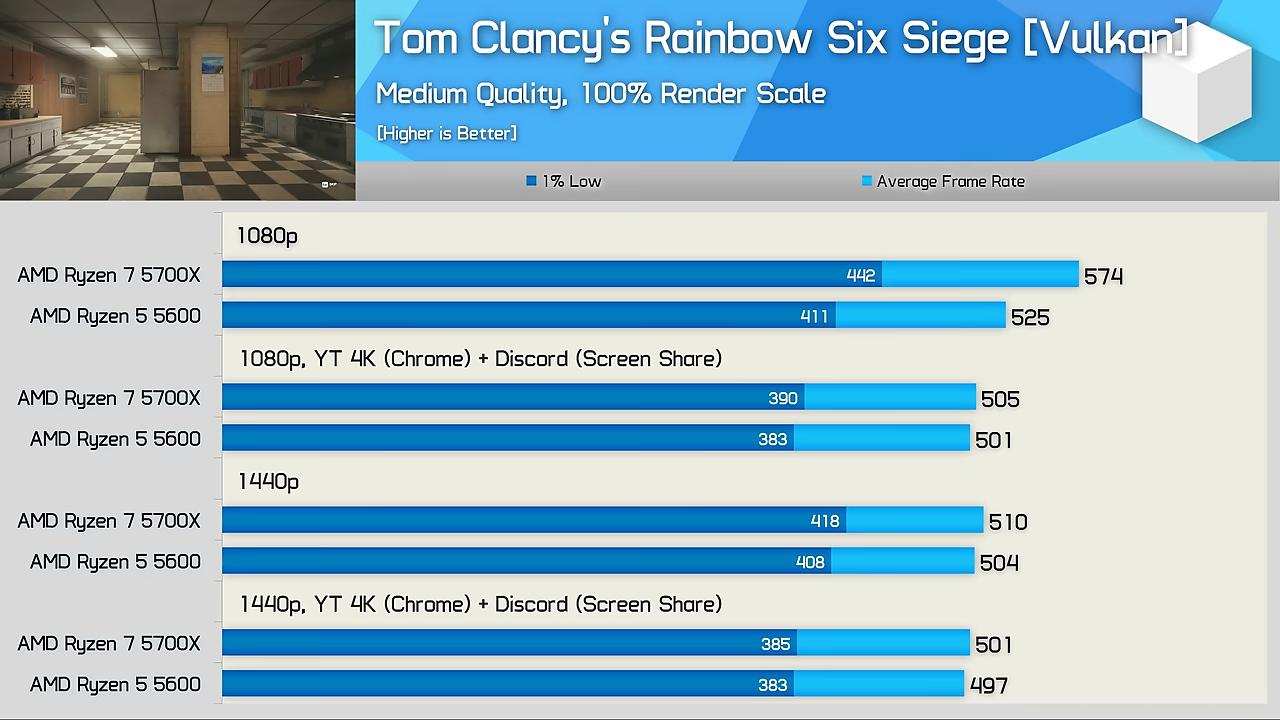 Tom Clancy's Rainbow Six Siege [Vulkan]
Medium Quality, 100% Render Scale
[Higher is Better]
1% Low Average Frame Rate
1080p
AMD Ryzen 7 5700X 442 574
AMD Ryzen 5 5600 411 525
1080p, YT 4K (Chrome) + Discord (Screen Share)
AMD Ryzen 7 5700X 390 505
AMD Ryzen 5 5600 383 501
1440p
AMD Ryzen 7 5700X 418 510
AMD Ryzen 5 5600 408 504
1440p, YT 4K (Chrome) + Discord (Screen Share)
AMD Ryzen 7 5700X 385 501
AMD Ryzen 5 5600 383 497